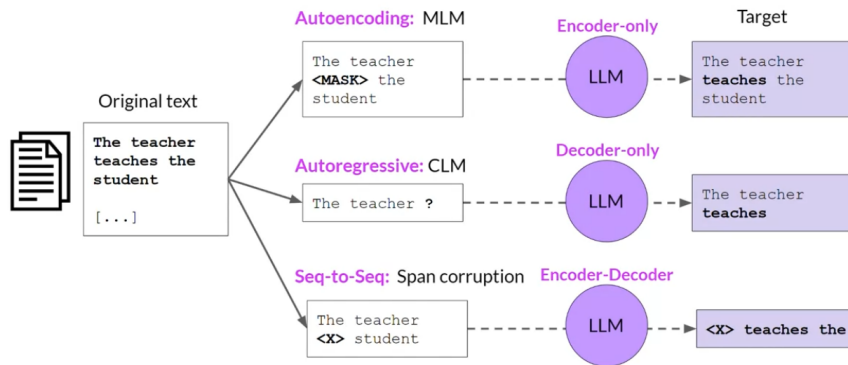 Autoencoding: MLM
Encoder-only
Target
The teacher
<MASK> the
student
LLM
The teacher
teaches the
student
Original text
The teacher
teaches the
student
[...]
Autoregressive: CLM
Decoder-only
The teacher ?
LLM
The teacher
teaches
Seq-to-Seq: Span corruption
Encoder-Decoder
The teacher
<X> student
LLM
<X> teaches the